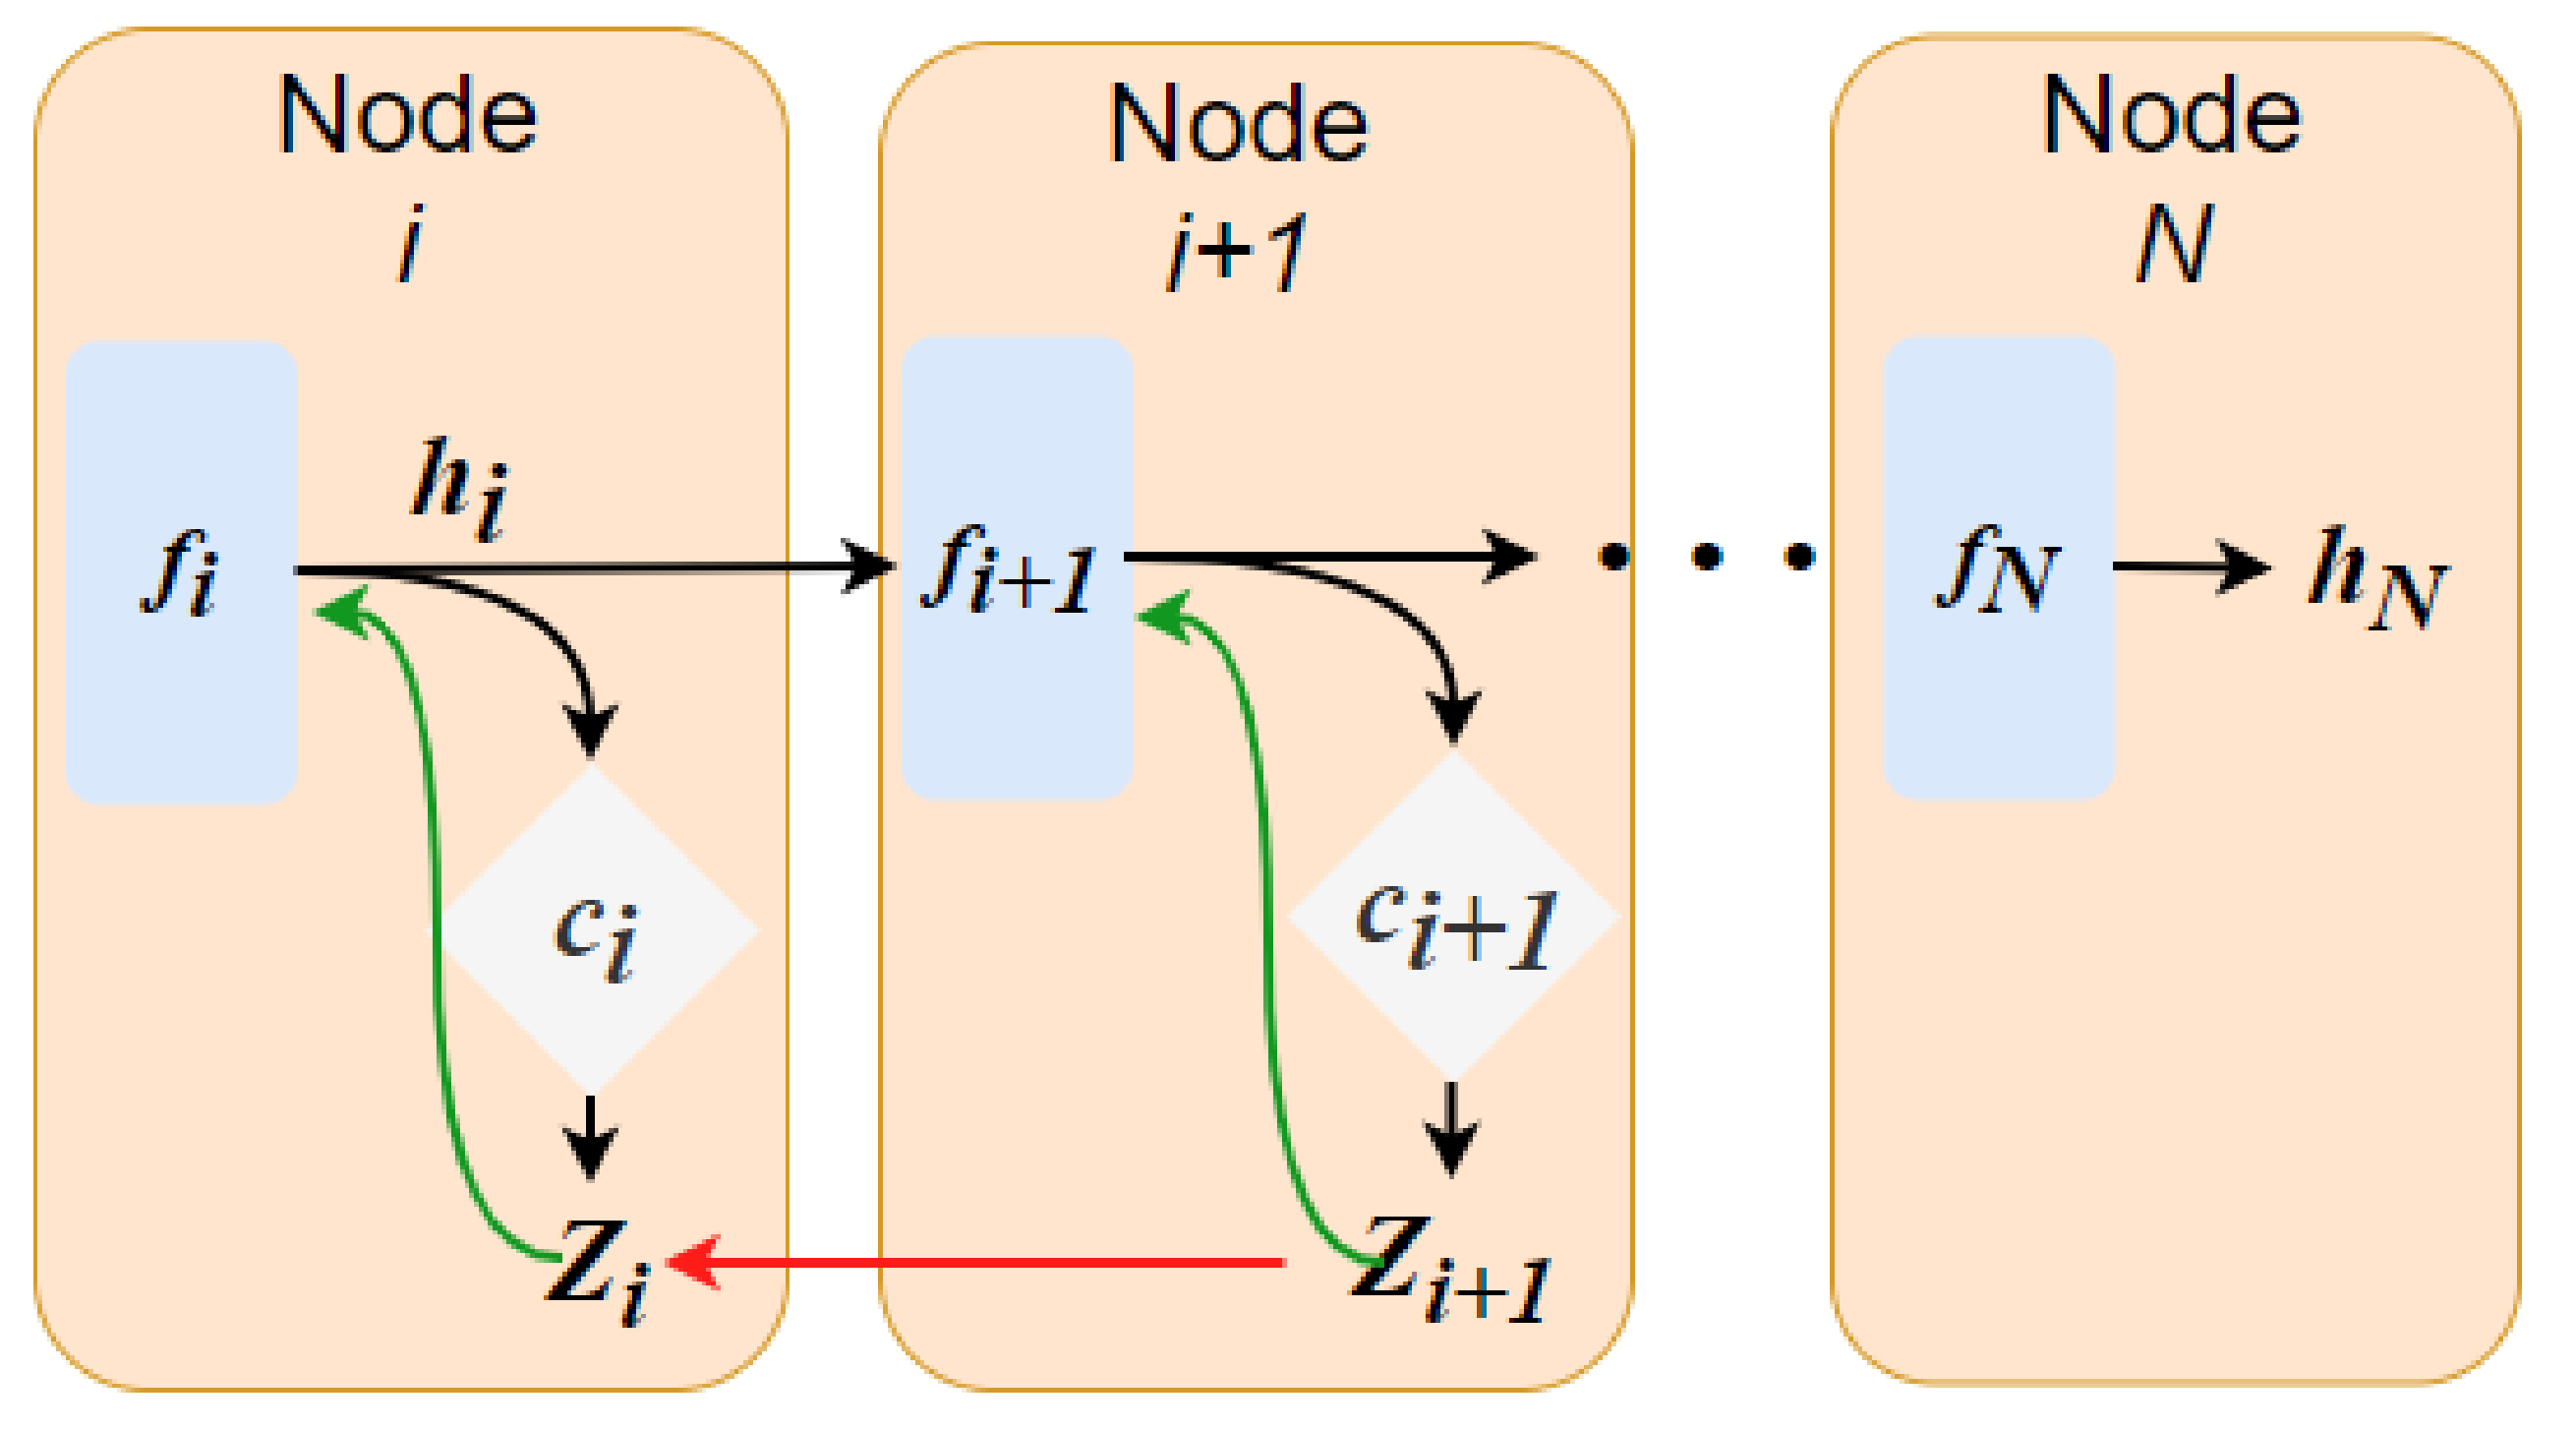 Node
i
Node
i+1
Node
N
h_i
f_i
f_{i+1}
f_N
h_N
c_i
c_{i+1}
z_i
z_{i+1}